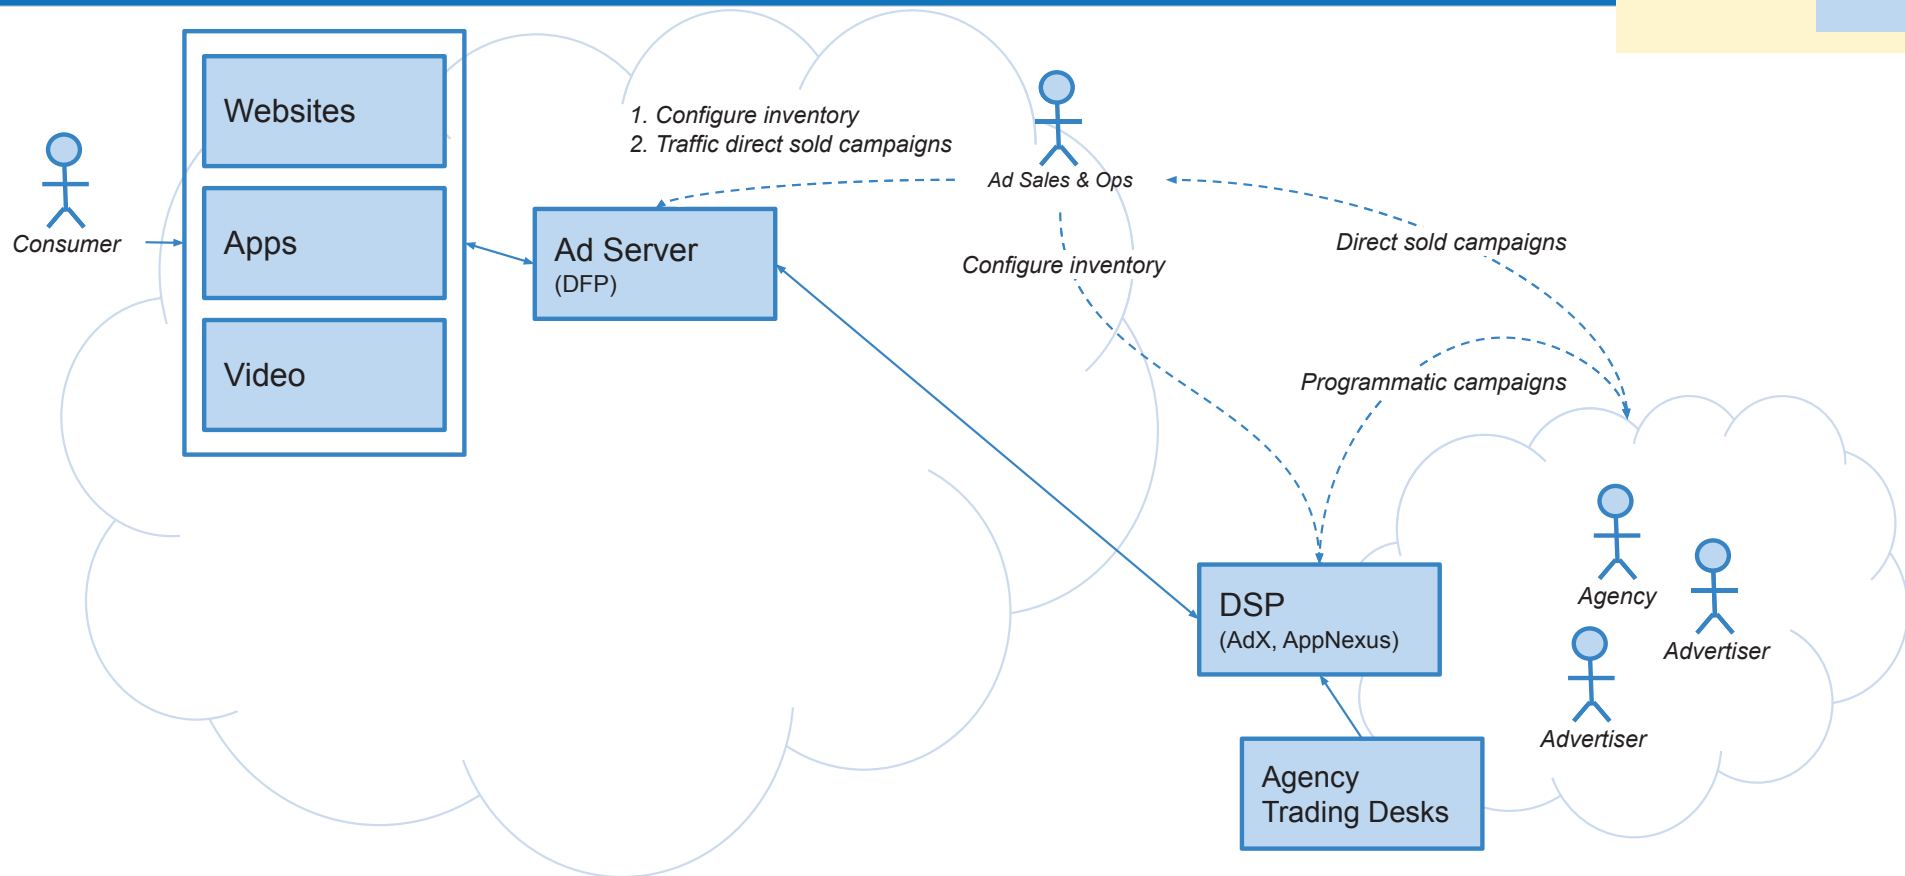 Websites
1. Configure inventory
2. Traffic direct sold campaigns
Ad Sales & Ops
Consumer
Apps
Ad Server
(DFP)
Configure inventory
Direct sold campaigns
Video
Programmatic campaigns
DSP
(AdX, AppNexus)
Agency
Advertiser
Advertiser
Agency
Trading Desks